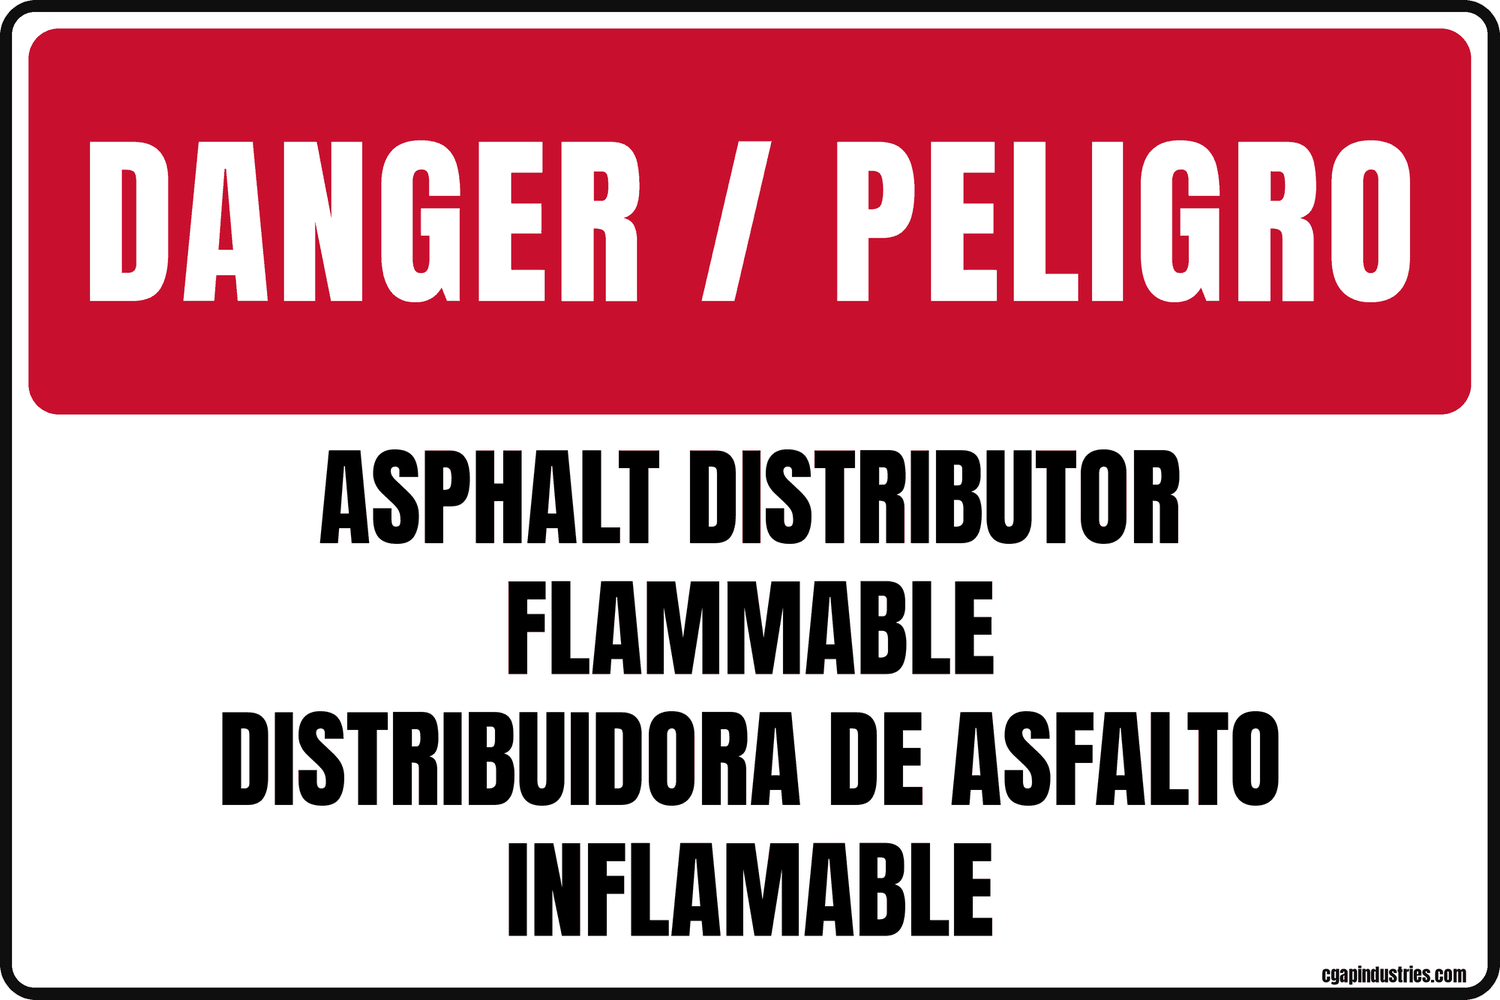 DANGER / PELIGRO
ASPHALT DISTRIBUTOR
FLAMMABLE
DISTRIBUIDORA DE ASFALTO
INFLAMABLE
cgapindustries.com